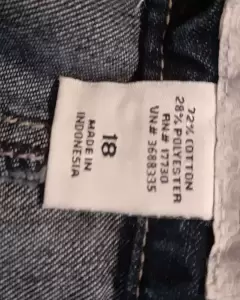 72% COTTON
28% POLYESTER
RN# 17730
VN# 3688335
18
MADE IN
INDONESIA